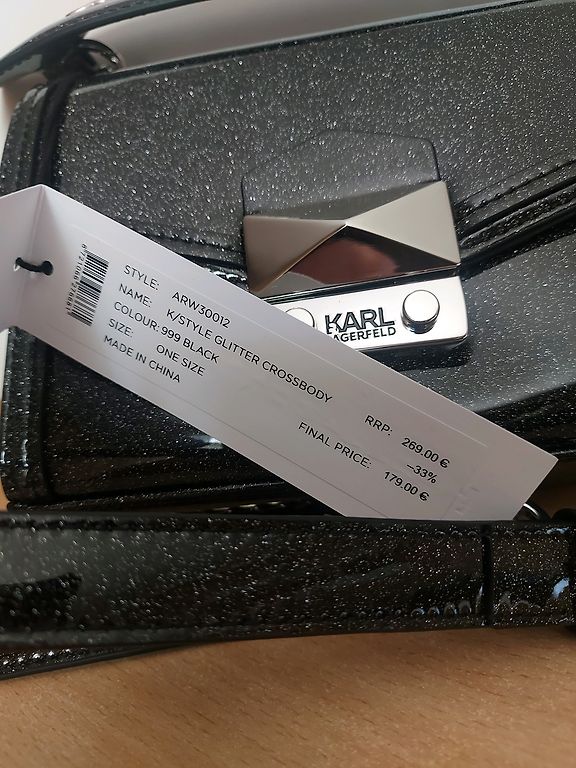 STYLE: ARW30012
NAME: K/STYLE GLITTER CROSSBODY
COLOUR: 999 BLACK
SIZE: ONE SIZE
MADE IN CHINA
RRP: 269.00 €
–33%
FINAL PRICE: 179.00 €
KARL
LAGERFELD